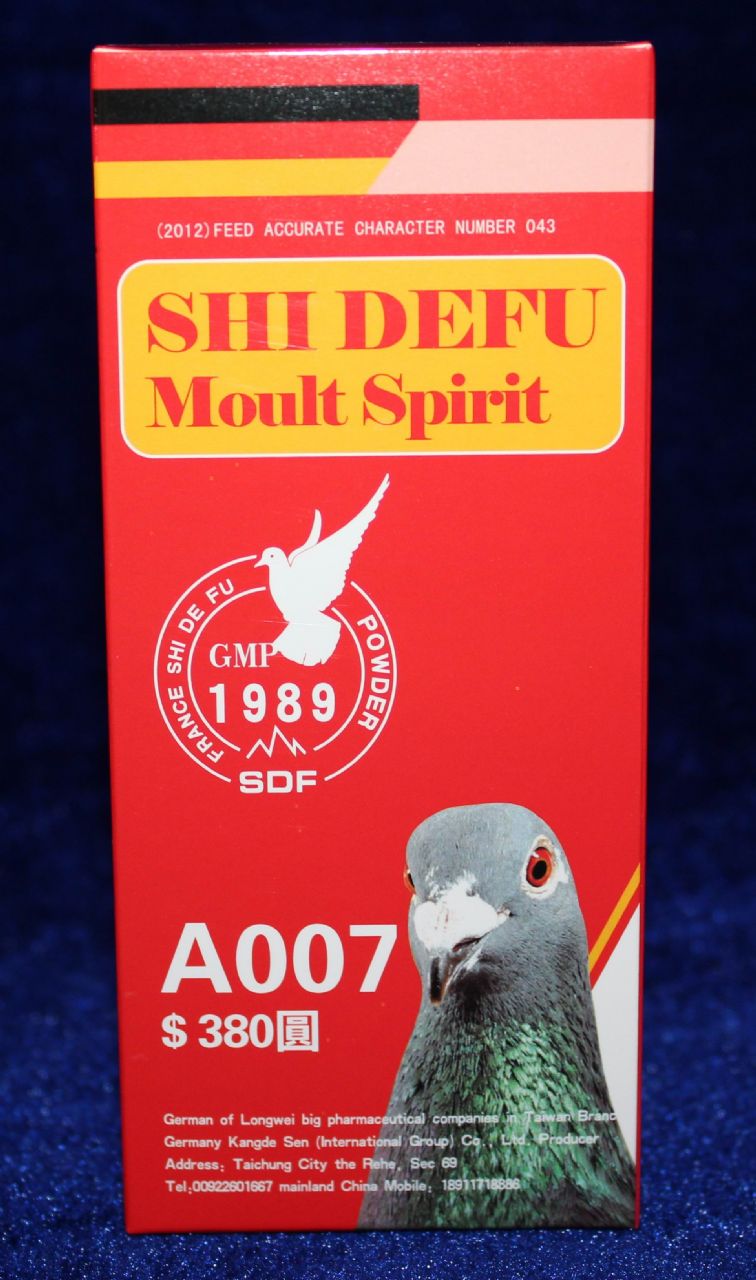 (2012)FEED ACCURATE CHARACTER NUMBER 043
SHI DEFU
Moult Spirit
FRANCE SHI DE FU POWDER
GMP
1989
SDF
A007
$ 380圓
German of Longwei big pharmaceutical companies in Taiwan Branc
Germany Kangde Sen (International Group) Co., Ltd. Producer
Address: Taichung City the Rehe, Sec 69
Tel:00922601667 mainland China Mobile: 18911718886